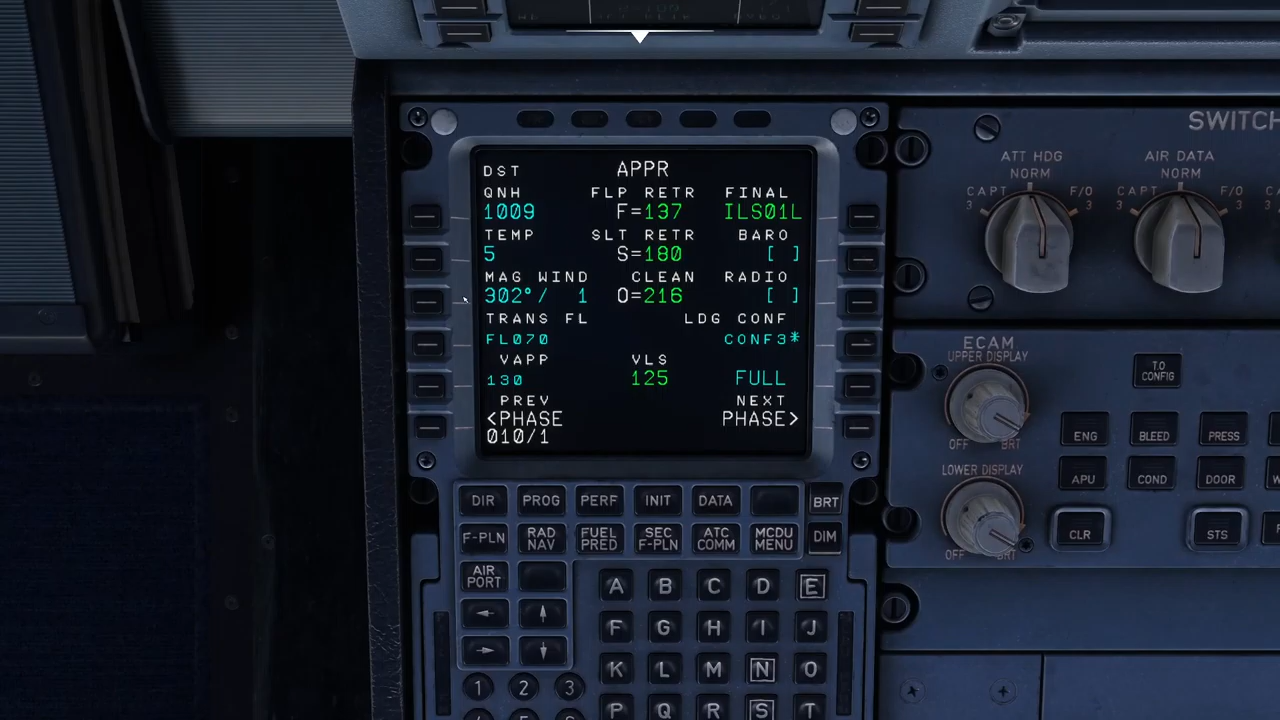 DST APPR
QNH FLP RETR FINAL
1009 F=137 ILS01L
TEMP SLT RETR BARO
5 S=180 [ ]
MAG WIND CLEAN RADIO
302°/ 1 O=216 [ ]
TRANS FL LDG CONF
FL070 CONF3*
VAPP VLS
130 125 FULL
PREV NEXT
<PHASE PHASE>
010/1
DIR PROG PERF INIT DATA BRT
F-PLN RAD NAV FUEL PRED SEC F-PLN ATC COMM MCDU MENU DIM
AIR PORT
A B C D E
F G H I J
K L M N O
1 2 3
P Q R S T
SWITCH
ATT HDG AIR DATA
NORM NORM
CAPT 3 F/O 3 CAPT 3 F/O 3
ECAM
UPPER DISPLAY
OFF BRT
T.O CONFIG
ENG BLEED PRESS
LOWER DISPLAY
APU COND DOOR
OFF BRT
CLR STS